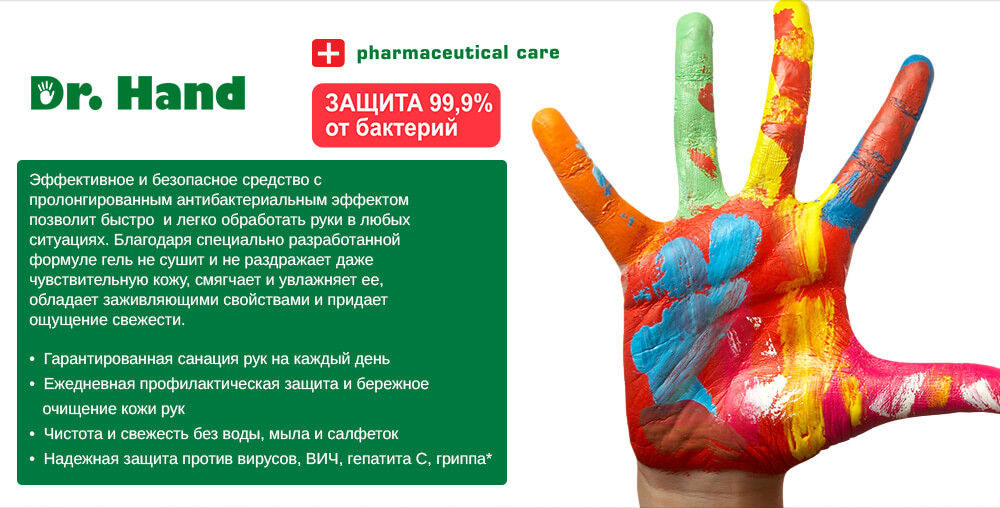 pharmaceutical care
Dr. Hand
ЗАЩИТА 99,9%
от бактерий
Эффективное и безопасное средство с
пролонгированным антибактериальным эффектом
позволит быстро и легко обработать руки в любых
ситуациях. Благодаря специально разработанной
формуле гель не сушит и не раздражает даже
чувствительную кожу, смягчает и увлажняет ее,
обладает заживляющими свойствами и придает
ощущение свежести.
• Гарантированная санация рук на каждый день
• Ежедневная профилактическая защита и бережное
очищение кожи рук
• Чистота и свежесть без воды, мыла и салфеток
• Надежная защита против вирусов, ВИЧ, гепатита С, гриппа*